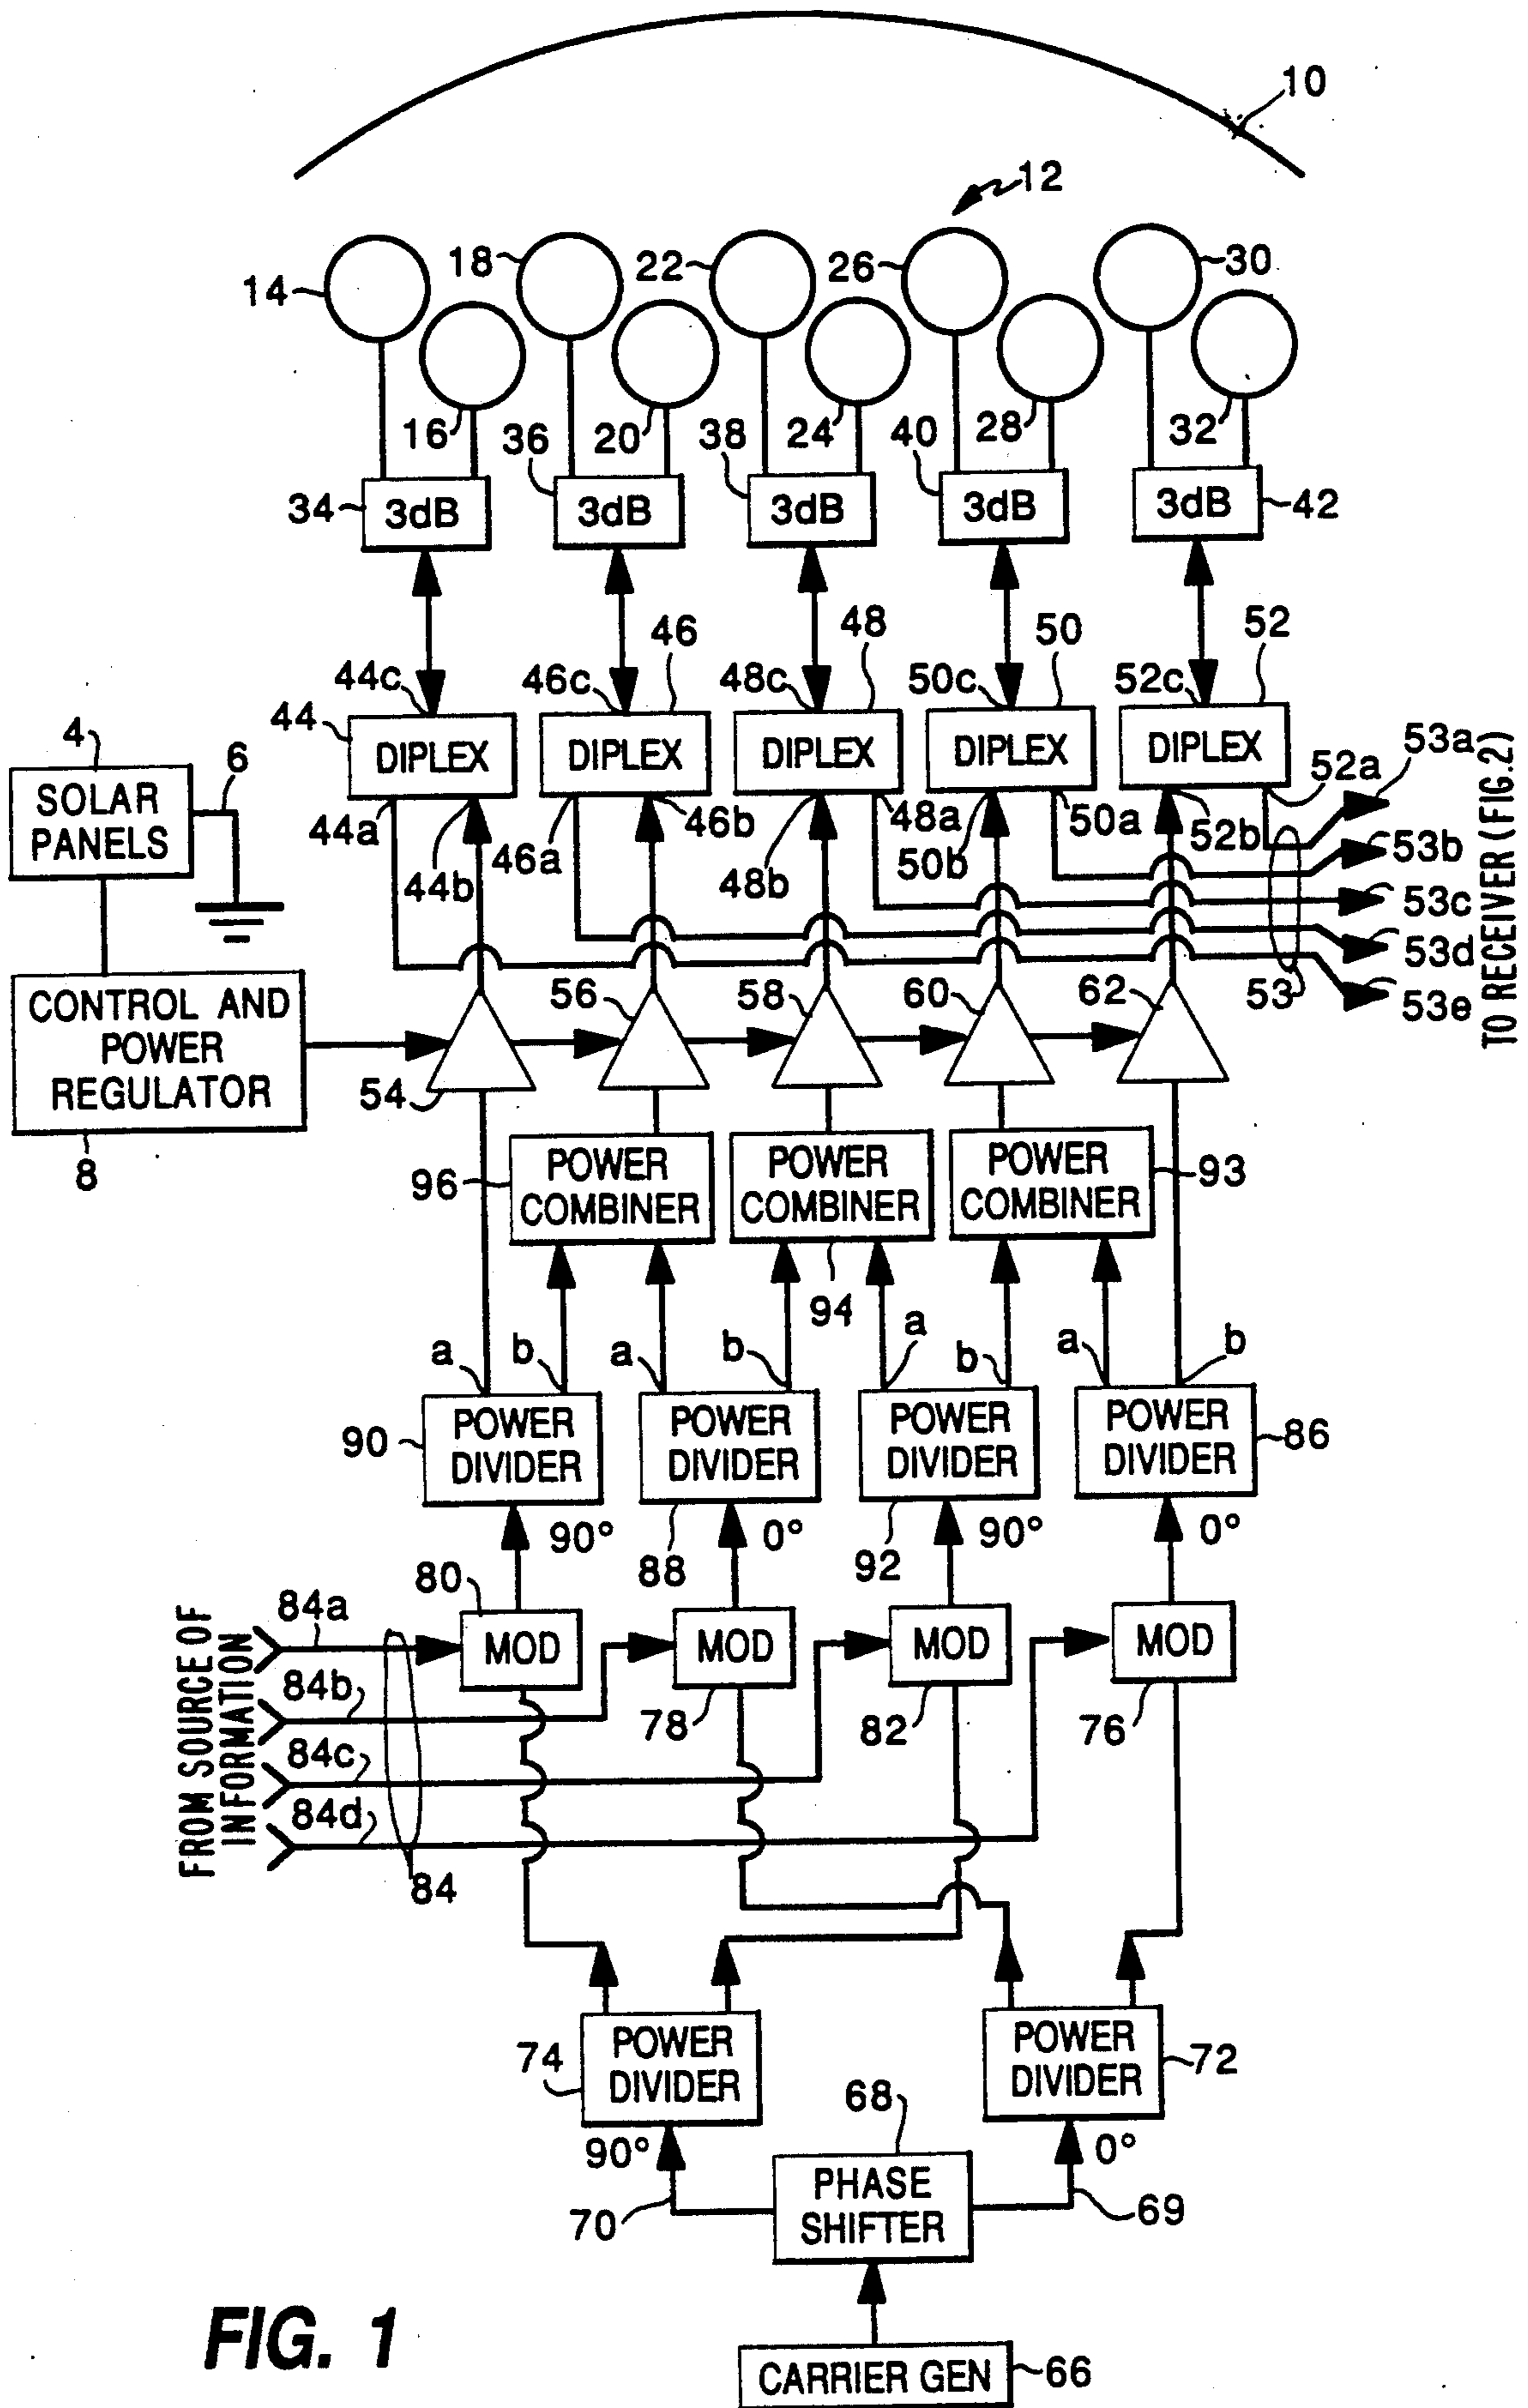 10
12
14
18
22
26
30
16
36
20
38
24
40
28
32
34
3dB
3dB
3dB
3dB
3dB
42
46
48
50
52
44c
46c
48c
50c
52c
44
DIPLEX
DIPLEX
DIPLEX
DIPLEX
DIPLEX
44a
44b
46a
46b
48b
48a
50b
50a
52b
52a
53a
53b
53c
53d
53e
53
TO RECEIVER (FIG.2)
4
6
SOLAR
PANELS
CONTROL AND
POWER
REGULATOR
8
54
56
58
60
62
96
POWER
COMBINER
POWER
COMBINER
94
POWER
COMBINER
93
a
b
a
b
a
b
a
b
90
POWER
DIVIDER
POWER
DIVIDER
POWER
DIVIDER
POWER
DIVIDER
86
90°
88
0°
92
90°
0°
80
MOD
MOD
78
MOD
82
MOD
76
FROM SOURCE OF
INFORMATION
84a
84b
84c
84d
84
74
POWER
DIVIDER
POWER
DIVIDER
72
90°
70
68
0°
69
PHASE
SHIFTER
CARRIER GEN
66
FIG. 1